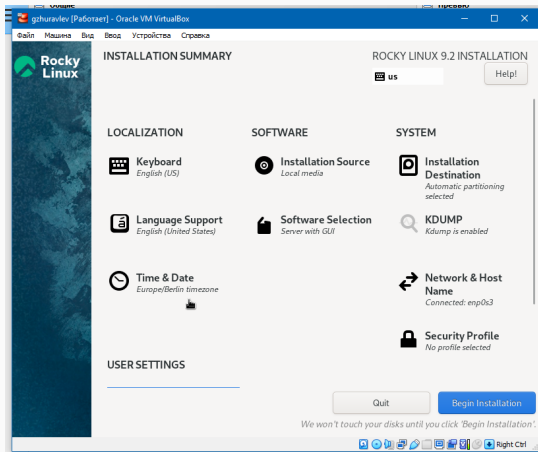 Общие
Превью
gzhuravlev [Работает] - Oracle VM VirtualBox
Файл Машина Вид Ввод Устройства Справка
Rocky
Linux
INSTALLATION SUMMARY
ROCKY LINUX 9.2 INSTALLATION
us
Help!
LOCALIZATION
SOFTWARE
SYSTEM
Keyboard
English (US)
Installation Source
Local media
Installation
Destination
Automatic partitioning
selected
Language Support
English (United States)
Software Selection
Server with GUI
KDUMP
Kdump is enabled
Time & Date
Europe/Berlin timezone
Network & Host
Name
Connected: enp0s3
Security Profile
No profile selected
USER SETTINGS
Quit
Begin Installation
We won't touch your disks until you click 'Begin Installation'.
Right Ctrl